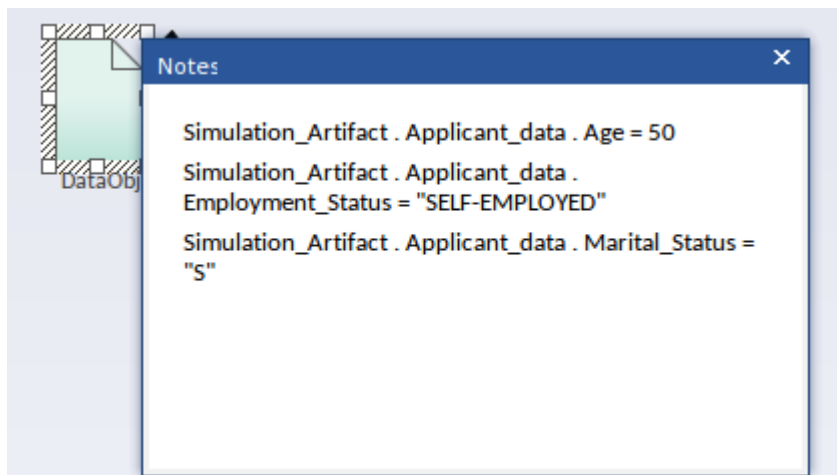 Notes
Simulation_Artifact . Applicant_data . Age = 50
Simulation_Artifact . Applicant_data .
Employment_Status = "SELF-EMPLOYED"
Simulation_Artifact . Applicant_data . Marital_Status =
"S"
DataObj